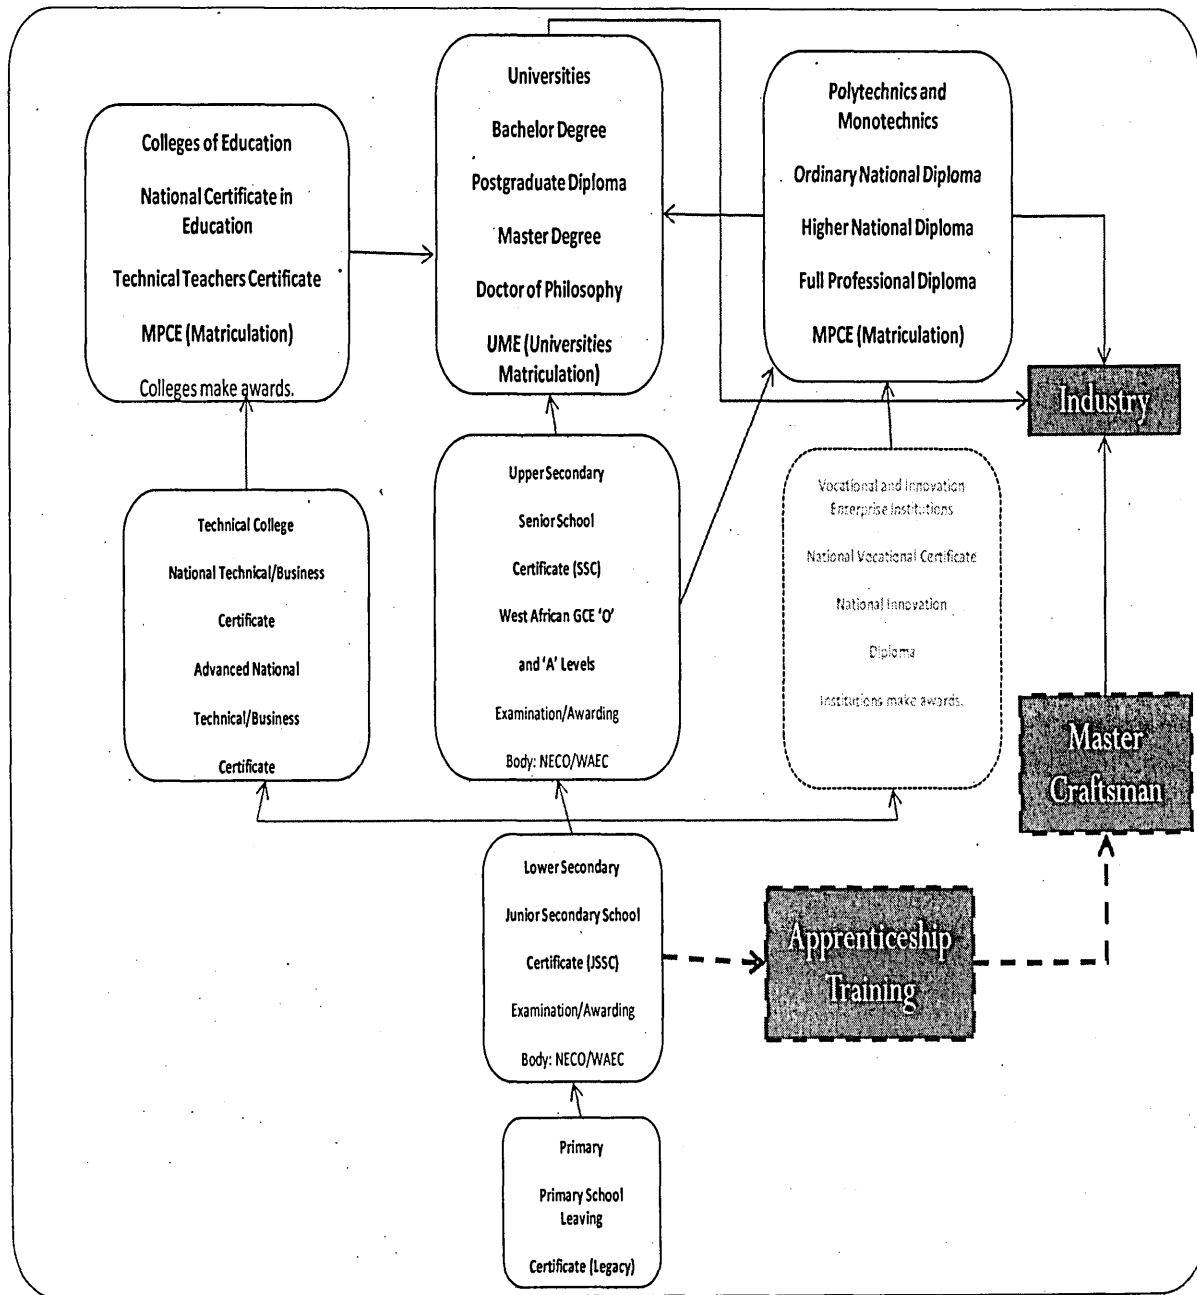 Universities
Bachelor Degree
Postgraduate Diploma
Master Degree
Doctor of Philosophy
UME (Universities
Matriculation)
Polytechnics and
Monotechnics
Ordinary National Diploma
Higher National Diploma
Full Professional Diploma
MPCE (Matriculation)
Colleges of Education
National Certificate in
Education
Technical Teachers Certificate
MPCE (Matriculation)
Colleges make awards.
Industry
Technical College
National Technical/Business
Certificate
Advanced National
Technical/Business
Certificate
Upper Secondary
Senior School
Certificate (SSC)
West African GCE 'O'
and 'A' Levels
Examination/Awarding
Body: NECO/WAEC
Vocational and Innovation
Enterprise Institutions
National Vocational Certificate
National Innovation
Diploma
Institutions make awards.
Master
Craftsman
Lower Secondary
Junior Secondary School
Certificate (JSSC)
Examination/Awarding
Body: NECO/WAEC
Apprenticeship
Training
Primary
Primary School
Leaving
Certificate (Legacy)